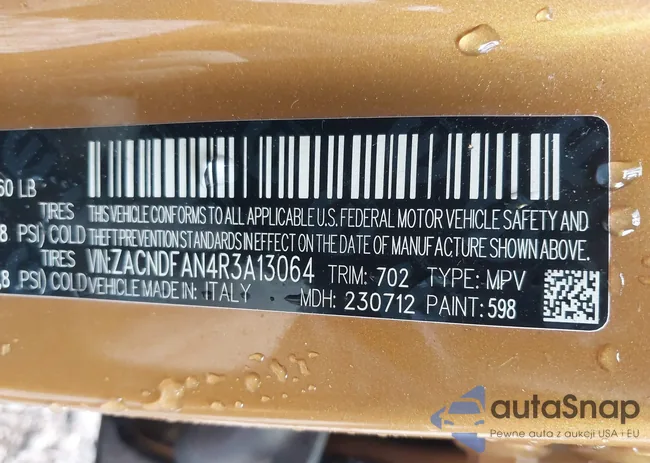 60 LB
TIRES
THIS VEHICLE CONFORMS TO ALL APPLICABLE U.S. FEDERAL MOTOR VEHICLE SAFETY AND
8 PSI) COLD THEFT PREVENTION STANDARDS IN EFFECT ON THE DATE OF MANUFACTURE SHOWN ABOVE.
TIRES VIN:ZACNDFAN4R3A13064 TRIM: 702 TYPE: MPV
,8 PSI) COLD VEHICLE MADE IN: ITALY MDH: 230712 PAINT: 598
autaSnap
Pewne auta z aukcji USA i EU